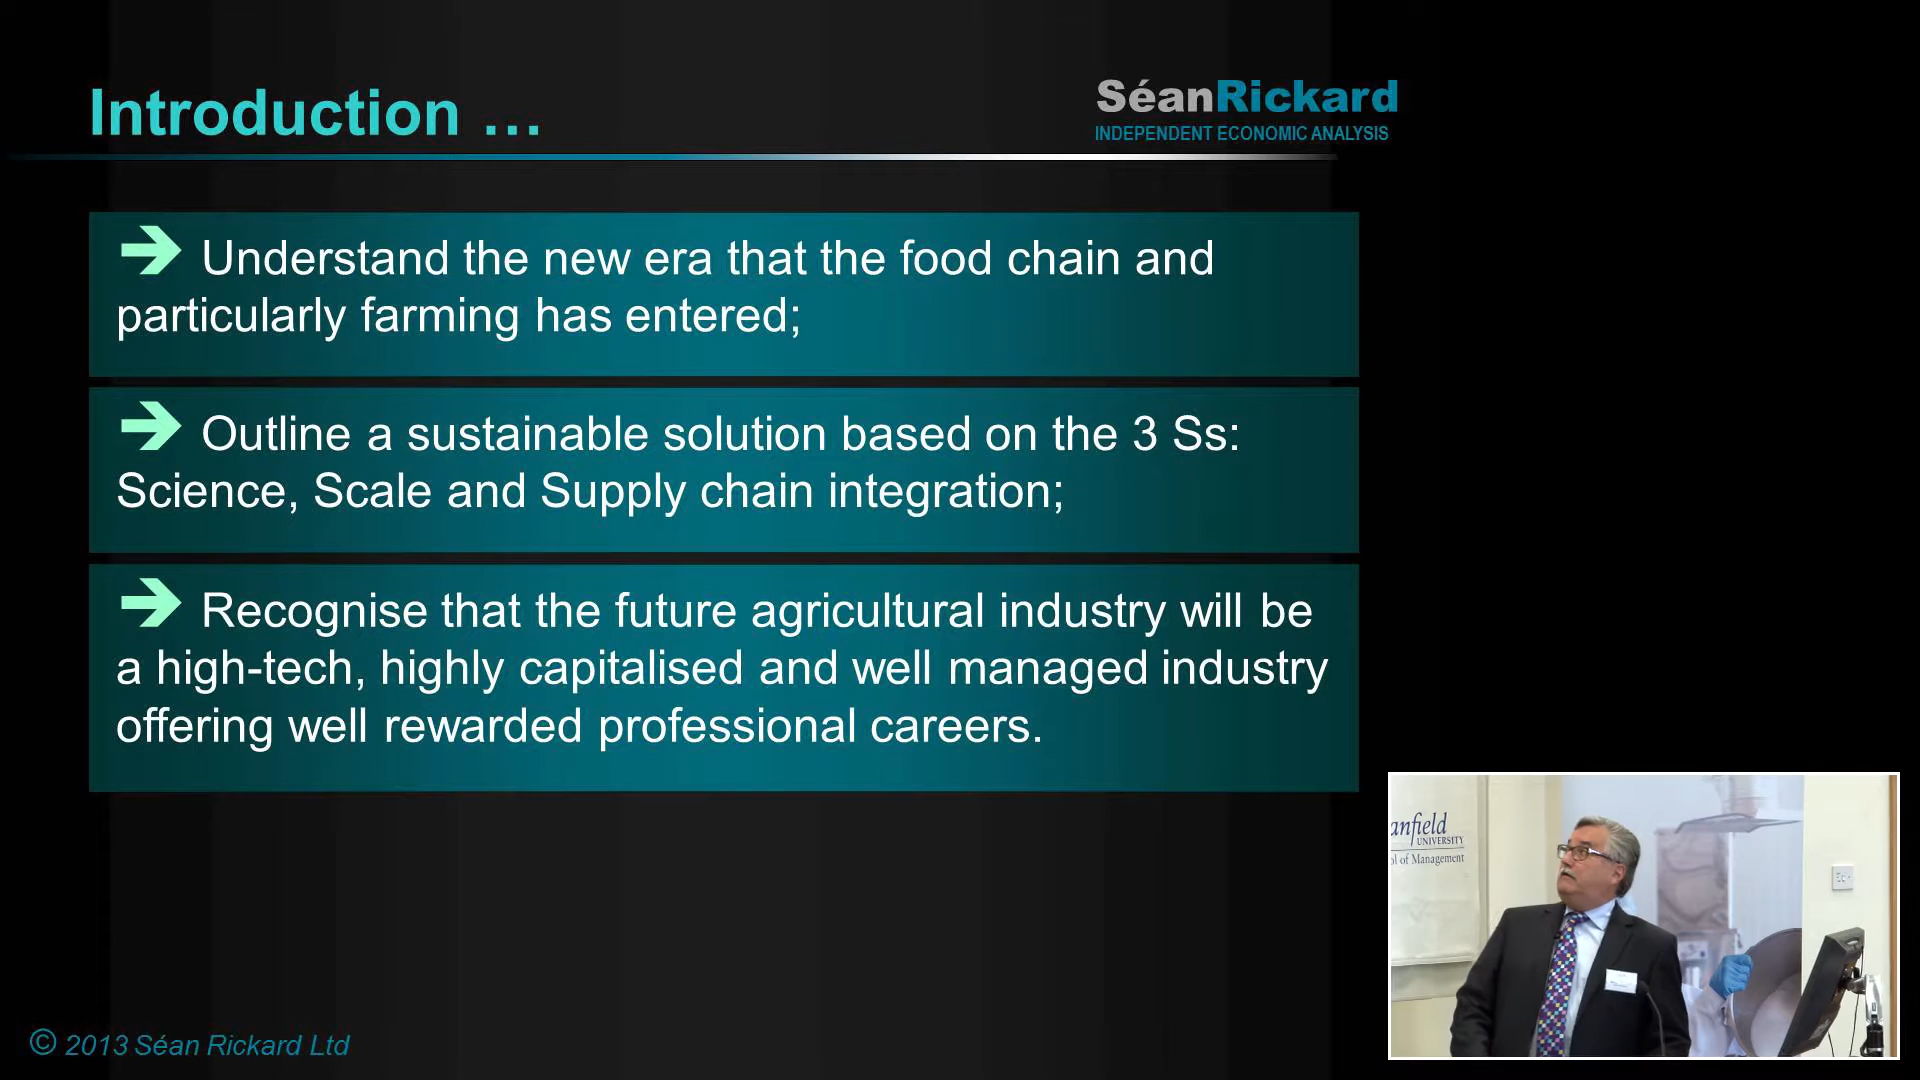 Introduction …
SéanRickard
INDEPENDENT ECONOMIC ANALYSIS
➔ Understand the new era that the food chain and
particularly farming has entered;
➔ Outline a sustainable solution based on the 3 Ss:
Science, Scale and Supply chain integration;
➔ Recognise that the future agricultural industry will be
a high-tech, highly capitalised and well managed industry
offering well rewarded professional careers.
anfield
UNIVERSITY
ol of Management
© 2013 Séan Rickard Ltd